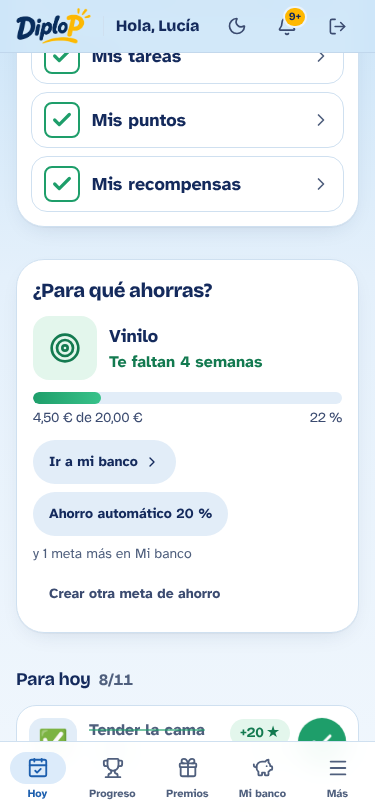 DiploP
Hola, Lucía
9+
Mis tareas
Mis puntos
Mis recompensas
¿Para qué ahorras?
Vinilo
Te faltan 4 semanas
4,50 € de 20,00 €
22 %
Ir a mi banco
Ahorro automático 20 %
y 1 meta más en Mi banco
Crear otra meta de ahorro
Para hoy 8/11
Tender la cama
+20 ★
Hoy
Progreso
Premios
Mi banco
Más